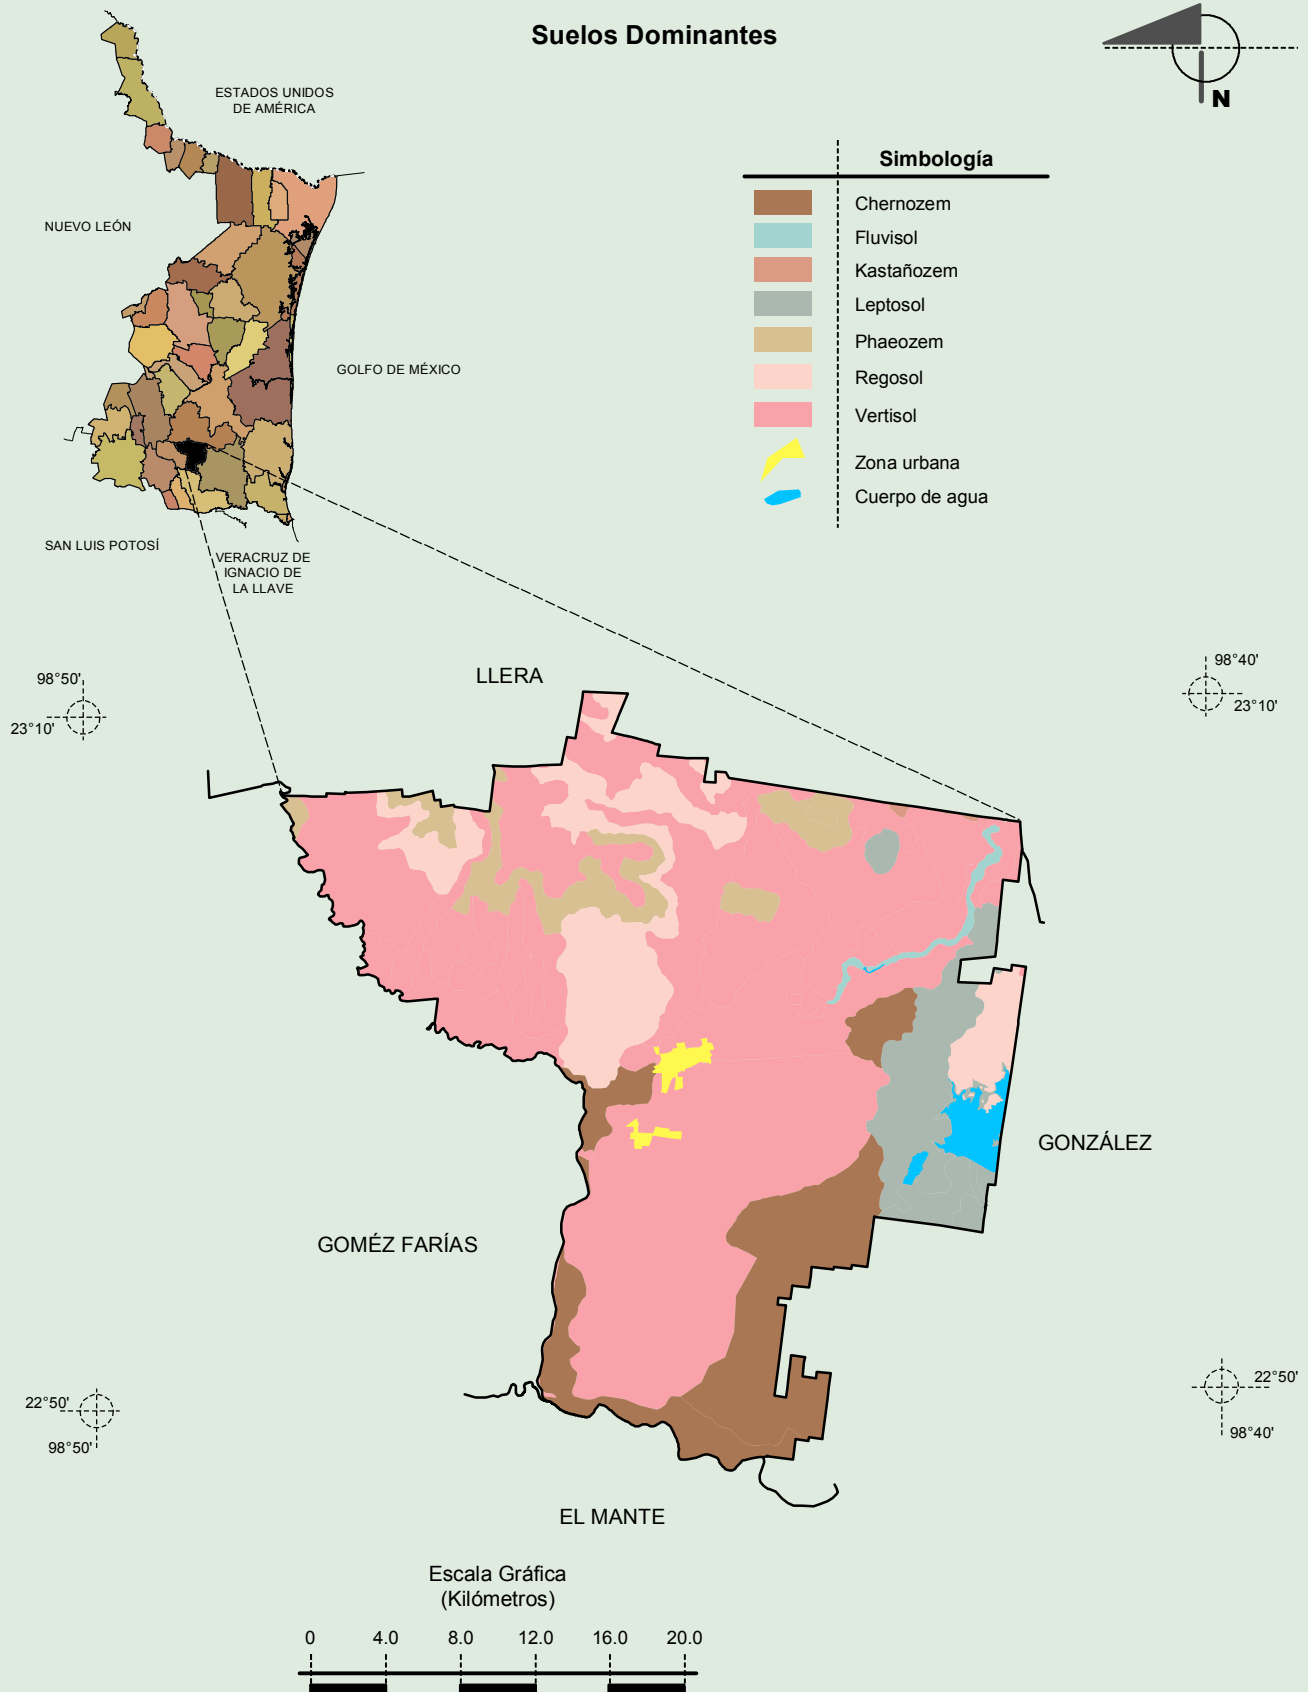 Suelos Dominantes
N
ESTADOS UNIDOS
DE AMÉRICA
NUEVO LEÓN
GOLFO DE MÉXICO
SAN LUIS POTOSÍ
VERACRUZ DE
IGNACIO DE
LA LLAVE
Simbología
Chernozem
Fluvisol
Kastañozem
Leptosol
Phaeozem
Regosol
Vertisol
Zona urbana
Cuerpo de agua
98°50'
23°10'
98°40'
23°10'
LLERA
GONZÁLEZ
GOMÉZ FARÍAS
22°50'
98°50'
22°50'
98°40'
EL MANTE
Escala Gráfica
(Kilómetros)
0 4.0 8.0 12.0 16.0 20.0